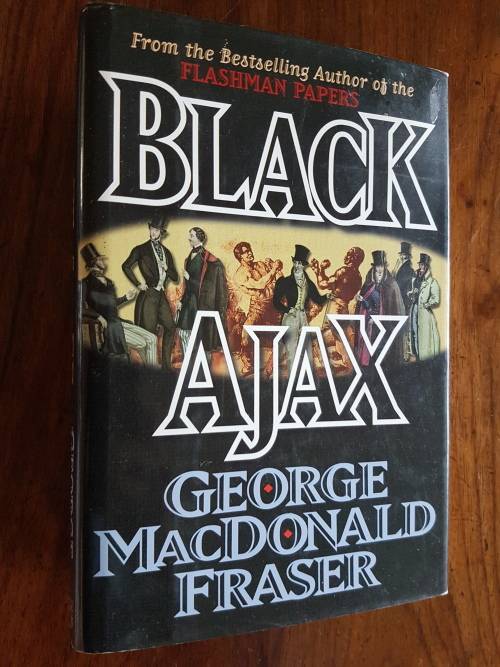 From the Bestselling Author of the
FLASHMAN PAPERS
BLACK
AJAX
GEORGE
MACDONALD
FRASER